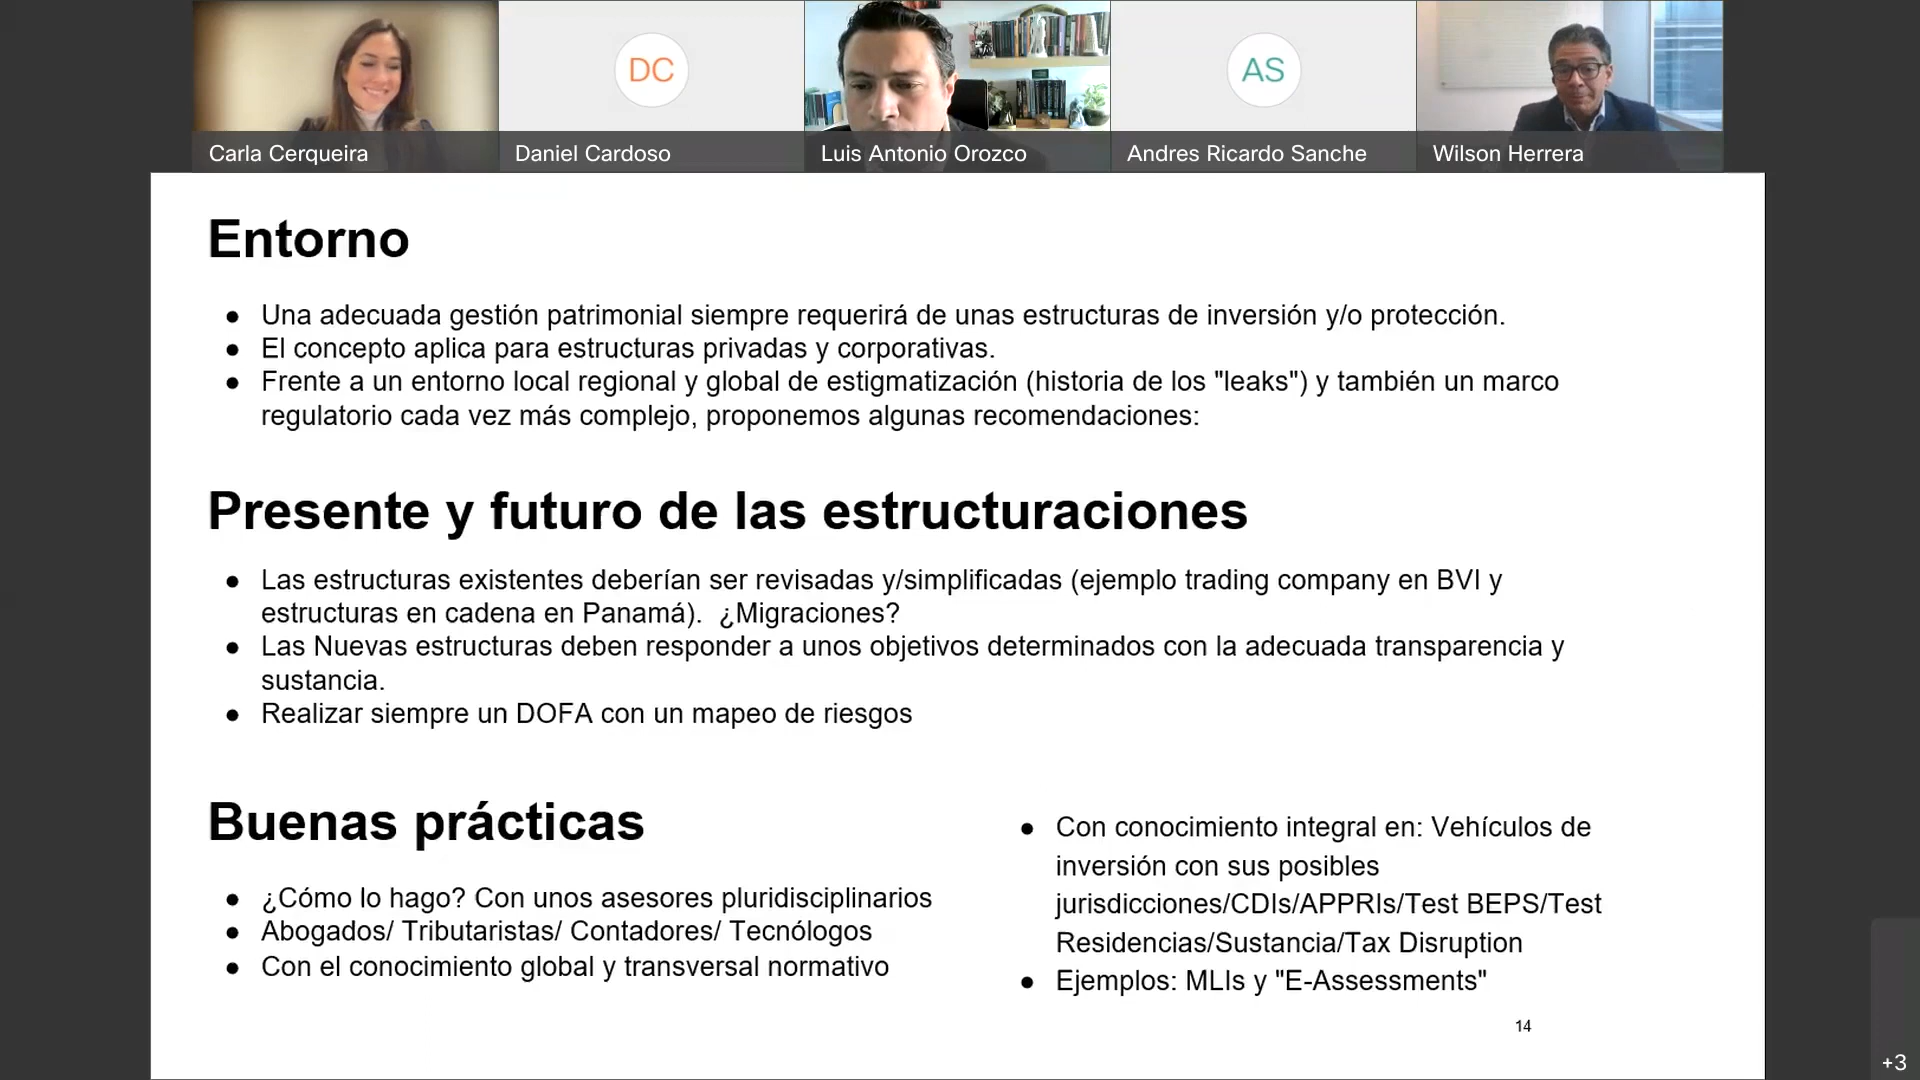 DC
AS
Carla Cerqueira
Daniel Cardoso
Luis Antonio Orozco
Andres Ricardo Sanche
Wilson Herrera
Entorno
● Una adecuada gestión patrimonial siempre requerirá de unas estructuras de inversión y/o protección.
● El concepto aplica para estructuras privadas y corporativas.
● Frente a un entorno local regional y global de estigmatización (historia de los "leaks") y también un marco
regulatorio cada vez más complejo, proponemos algunas recomendaciones:
Presente y futuro de las estructuraciones
● Las estructuras existentes deberían ser revisadas y/simplificadas (ejemplo trading company en BVI y
estructuras en cadena en Panamá). ¿Migraciones?
● Las Nuevas estructuras deben responder a unos objetivos determinados con la adecuada transparencia y
sustancia.
● Realizar siempre un DOFA con un mapeo de riesgos
Buenas prácticas
● ¿Cómo lo hago? Con unos asesores pluridisciplinarios
● Abogados/ Tributaristas/ Contadores/ Tecnólogos
● Con el conocimiento global y transversal normativo
● Con conocimiento integral en: Vehículos de
inversión con sus posibles
jurisdicciones/CDIs/APPRIs/Test BEPS/Test
Residencias/Sustancia/Tax Disruption
● Ejemplos: MLIs y "E-Assessments"
14
+3